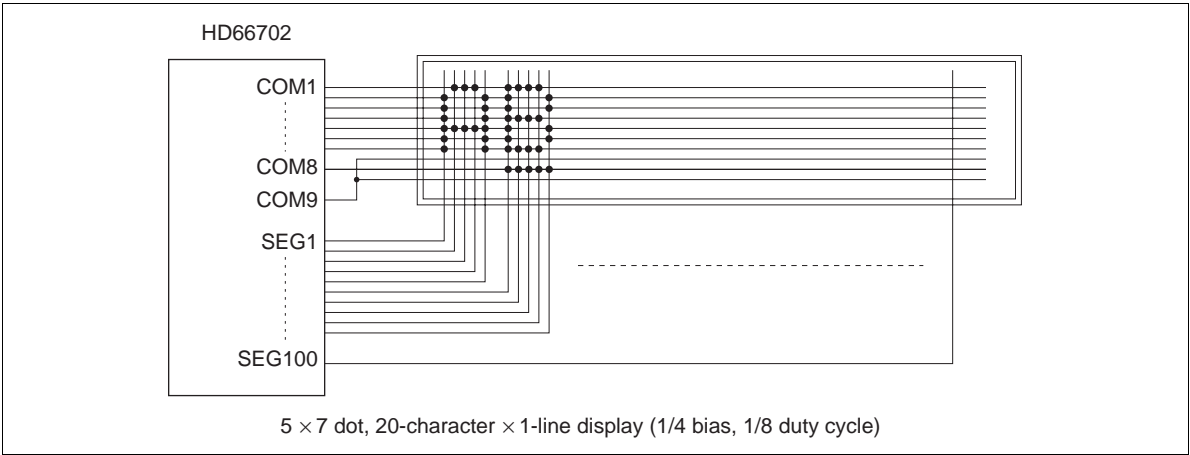 HD66702
COM1
COM8
COM9
SEG1
SEG100
5 × 7 dot, 20-character × 1-line display (1/4 bias, 1/8 duty cycle)